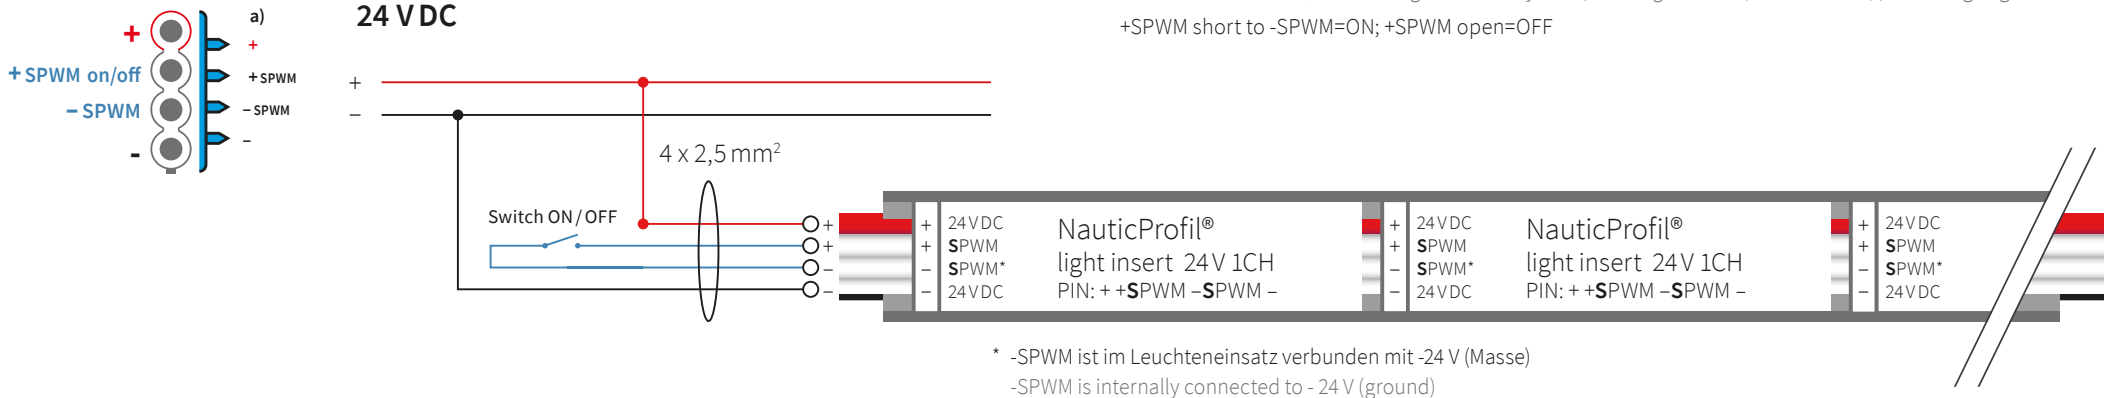 a)
24 V DC
+SPWM short to -SPWM=ON; +SPWM open=OFF
+
+
+ SPWM on/off
+ SPWM
– SPWM
– SPWM
-
–
+
–
4 x 2,5 mm²
Switch ON / OFF
+
+
–
–
+ 24 V DC
+ SPWM
– SPWM*
– 24 V DC
NauticProfil®
light insert 24 V 1CH
PIN: + +SPWM –SPWM –
+ 24 V DC
+ SPWM
– SPWM*
– 24 V DC
NauticProfil®
light insert 24 V 1CH
PIN: + +SPWM –SPWM –
+ 24 V DC
+ SPWM
– SPWM*
– 24 V DC
* -SPWM ist im Leuchteneinsatz verbunden mit -24 V (Masse)
-SPWM is internally connected to - 24 V (ground)